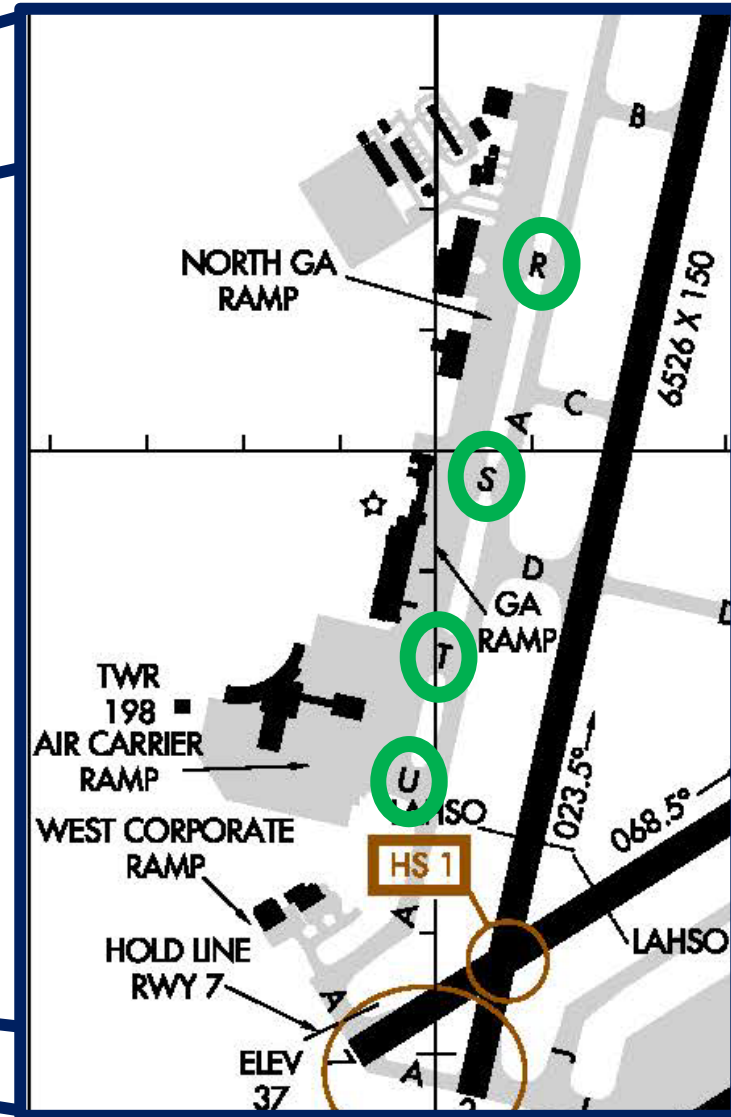 B
NORTH GA
RAMP
R
6526 X 150
C
A
S
D
GA
RAMP
D
T
TWR
198
AIR CARRIER
RAMP
U
LAHSO
023.5°
068.5°
WEST CORPORATE
RAMP
HS 1
A
HOLD LINE
RWY 7
LAHSO
A
7
ELEV
37
A
J